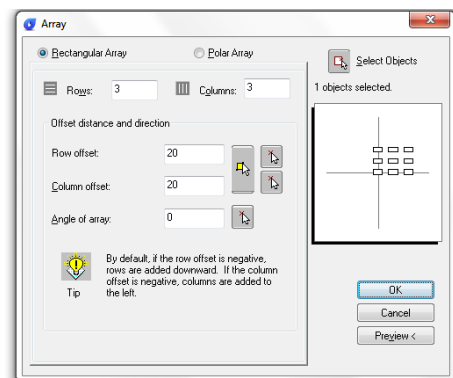 Array
Rectangular Array
Polar Array
Select Objects
1 objects selected.
Rows: 3
Columns: 3
Offset distance and direction
Row offset: 20
Column offset: 20
Angle of array: 0
Tip
By default, if the row offset is negative,
rows are added downward. If the column
offset is negative, columns are added to
the left.
OK
Cancel
Preview <